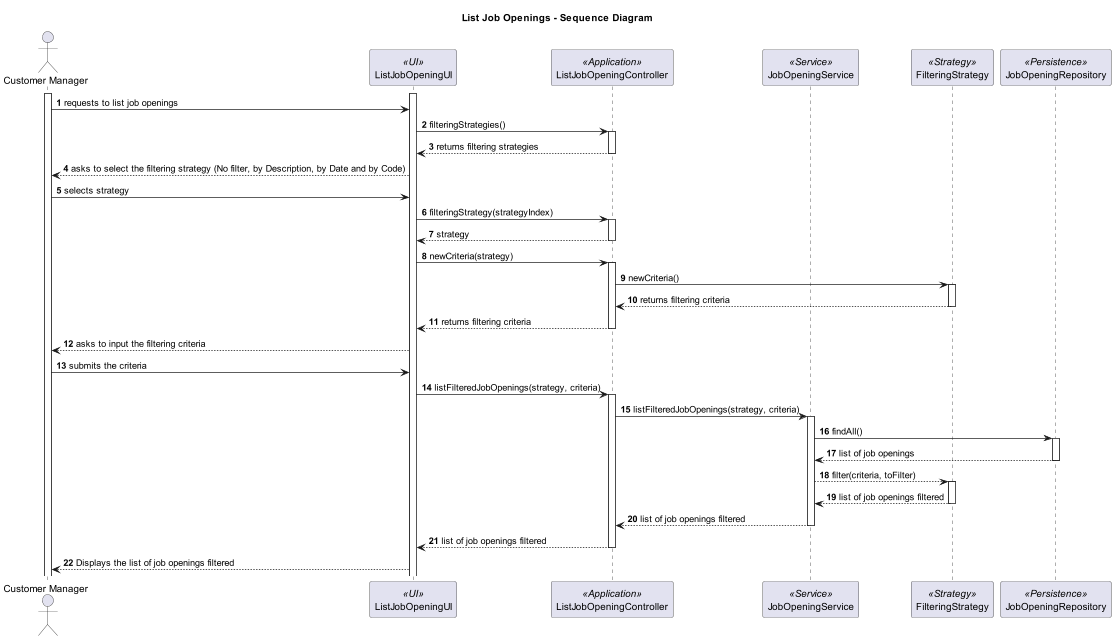 List Job Openings - Sequence Diagram
Customer Manager
«UI»
ListJobOpeningUI
«Application»
ListJobOpeningController
«Service»
JobOpeningService
«Strategy»
FilteringStrategy
«Persistence»
JobOpeningRepository
1 requests to list job openings
2 filteringStrategies()
3 returns filtering strategies
4 asks to select the filtering strategy (No filter, by Description, by Date and by Code)
5 selects strategy
6 filteringStrategy(strategyIndex)
7 strategy
8 newCriteria(strategy)
9 newCriteria()
10 returns filtering criteria
11 returns filtering criteria
12 asks to input the filtering criteria
13 submits the criteria
14 listFilteredJobOpenings(strategy, criteria)
15 listFilteredJobOpenings(strategy, criteria)
16 findAll()
17 list of job openings
18 filter(criteria, toFilter)
19 list of job openings filtered
20 list of job openings filtered
21 list of job openings filtered
22 Displays the list of job openings filtered
Customer Manager
«UI»
ListJobOpeningUI
«Application»
ListJobOpeningController
«Service»
JobOpeningService
«Strategy»
FilteringStrategy
«Persistence»
JobOpeningRepository